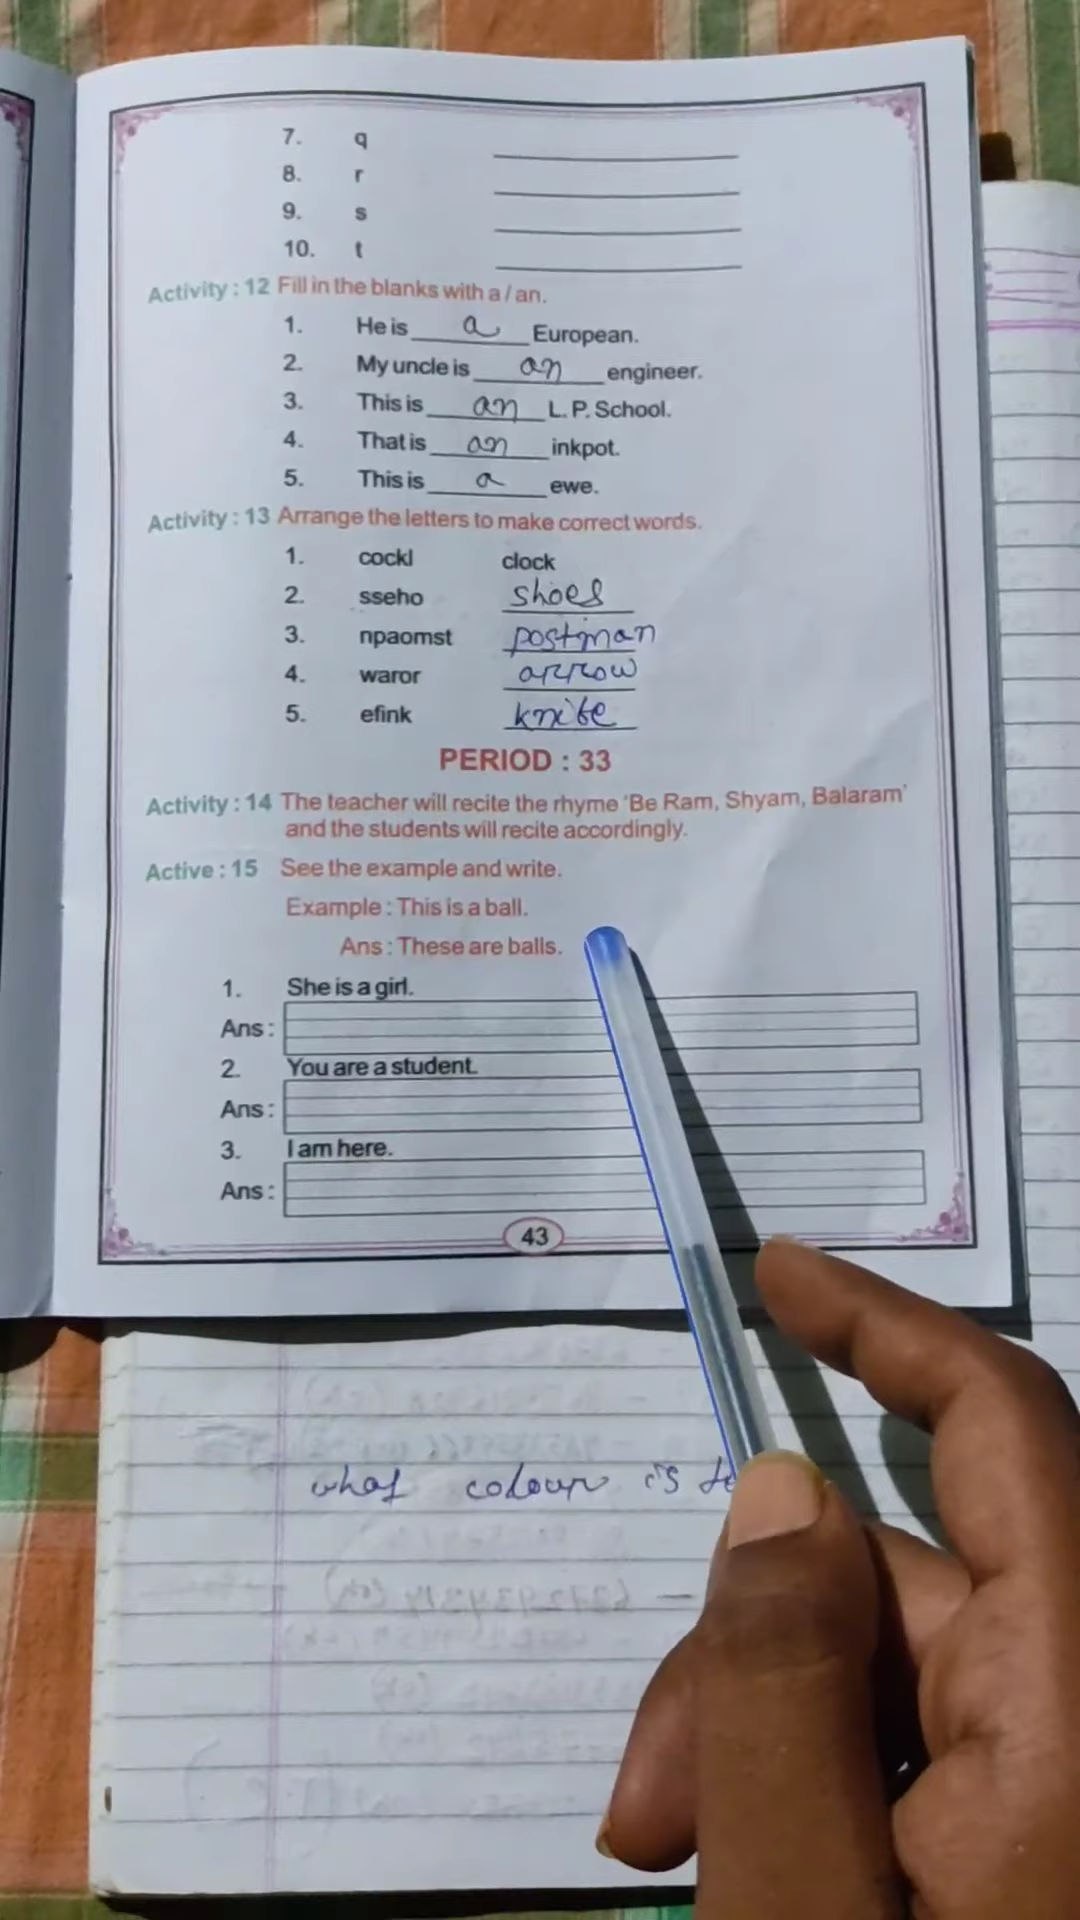 7. q
8. r
9. s
10. t
Activity : 12 Fill in the blanks with a / an.
1. He is a European.
2. My uncle is an engineer.
3. This is an L. P. School.
4. That is an inkpot.
5. This is a ewe.
Activity : 13 Arrange the letters to make correct words.
1. cockl clock
2. sseho shoes
3. npaomst postman
4. waror arrow
5. efink knife
PERIOD : 33
Activity : 14 The teacher will recite the rhyme ‘Be Ram, Shyam, Balaram’
and the students will recite accordingly.
Active : 15 See the example and write.
Example : This is a ball.
Ans : These are balls.
1. She is a girl.
Ans :
2. You are a student.
Ans :
3. I am here.
Ans :
43
what colour is